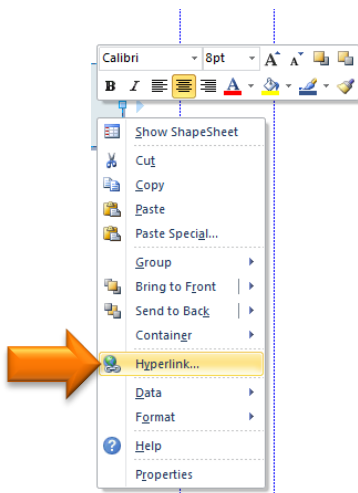 Calibri 8pt A A
B I A
Show ShapeSheet
Cut
Copy
Paste
Paste Special...
Group
Bring to Front
Send to Back
Container
Hyperlink...
Data
Format
Help
Properties